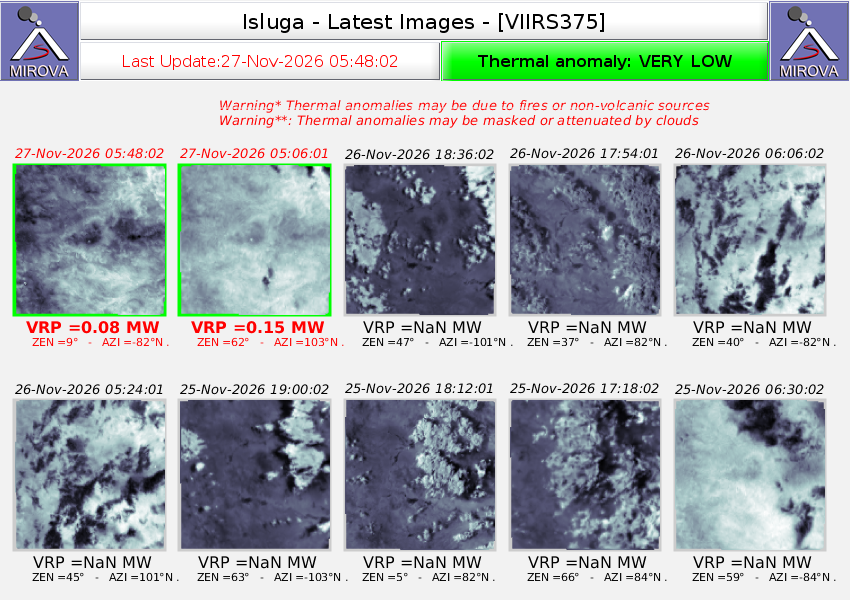 Isluga - Latest Images - [VIIRS375]
MIROVA
Last Update:27-Nov-2026 05:48:02
Thermal anomaly: VERY LOW
MIROVA
Warning* Thermal anomalies may be due to fires or non-volcanic sources
Warning**: Thermal anomalies may be masked or attenuated by clouds
27-Nov-2026 05:48:02 27-Nov-2026 05:06:01 26-Nov-2026 18:36:02 26-Nov-2026 17:54:01 26-Nov-2026 06:06:02
VRP =0.08 MW VRP =0.15 MW VRP =NaN MW VRP =NaN MW VRP =NaN MW
ZEN =9° - AZI =-82°N . ZEN =62° - AZI =103°N . ZEN =47° - AZI =-101°N . ZEN =37° - AZI =82°N . ZEN =40° - AZI =-82°N .
26-Nov-2026 05:24:01 25-Nov-2026 19:00:02 25-Nov-2026 18:12:01 25-Nov-2026 17:18:02 25-Nov-2026 06:30:02
VRP =NaN MW VRP =NaN MW VRP =NaN MW VRP =NaN MW VRP =NaN MW
ZEN =45° - AZI =101°N . ZEN =63° - AZI =-103°N . ZEN =5° - AZI =82°N . ZEN =66° - AZI =84°N . ZEN =59° - AZI =-84°N .